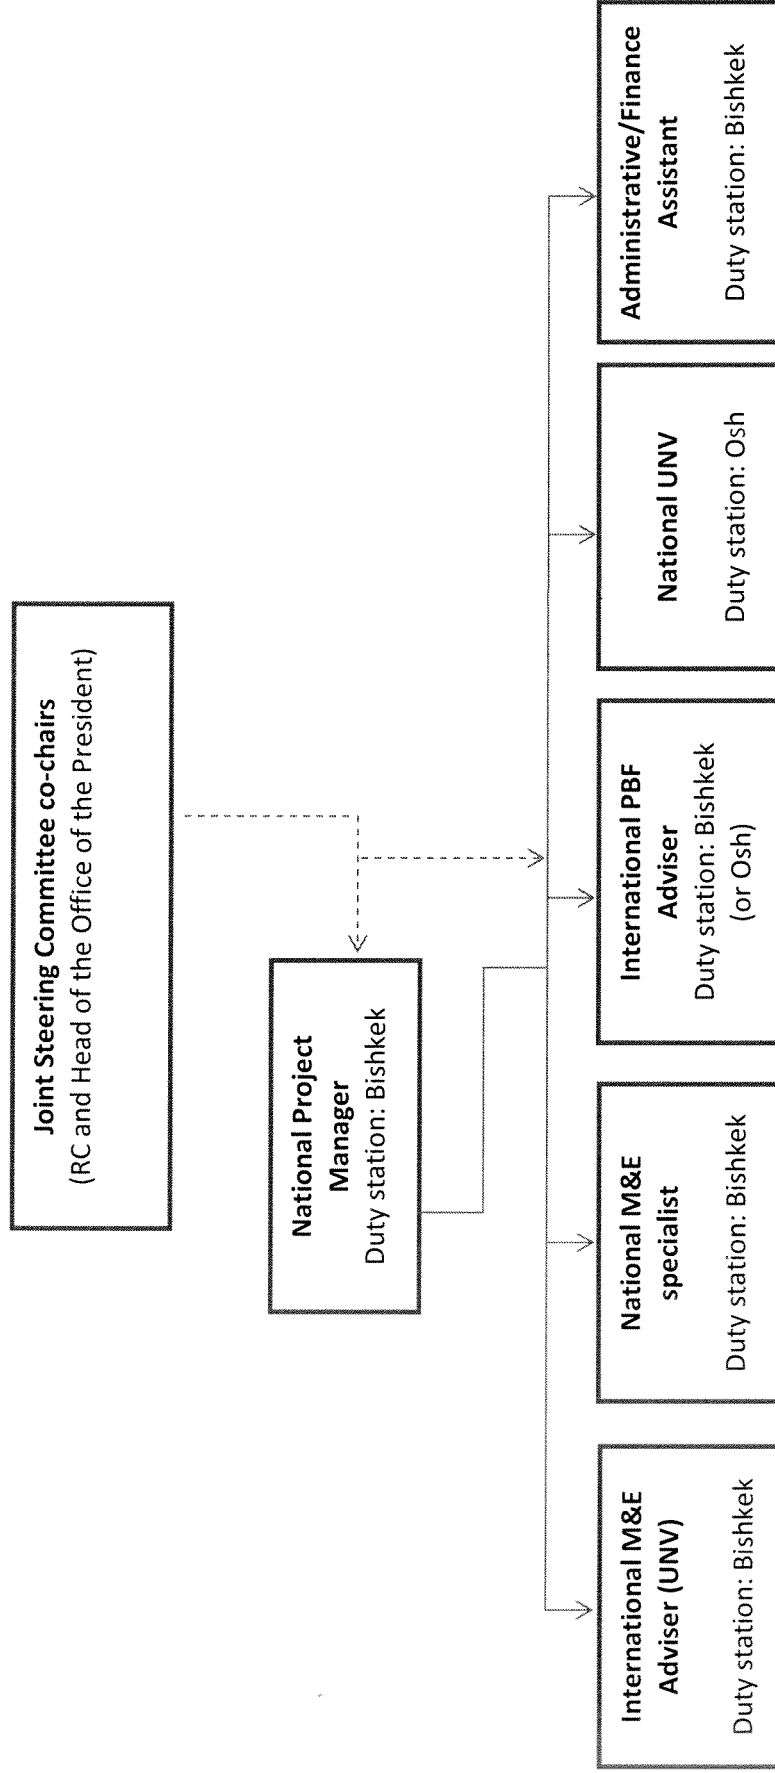 Joint Steering Committee co-chairs
(RC and Head of the Office of the President)
National Project
Manager
Duty station: Bishkek
International M&E
Adviser (UNV)
Duty station: Bishkek
National M&E
specialist
Duty station: Bishkek
International PBF
Adviser
Duty station: Bishkek
(or Osh)
National UNV
Duty station: Osh
Administrative/Finance
Assistant
Duty station: Bishkek